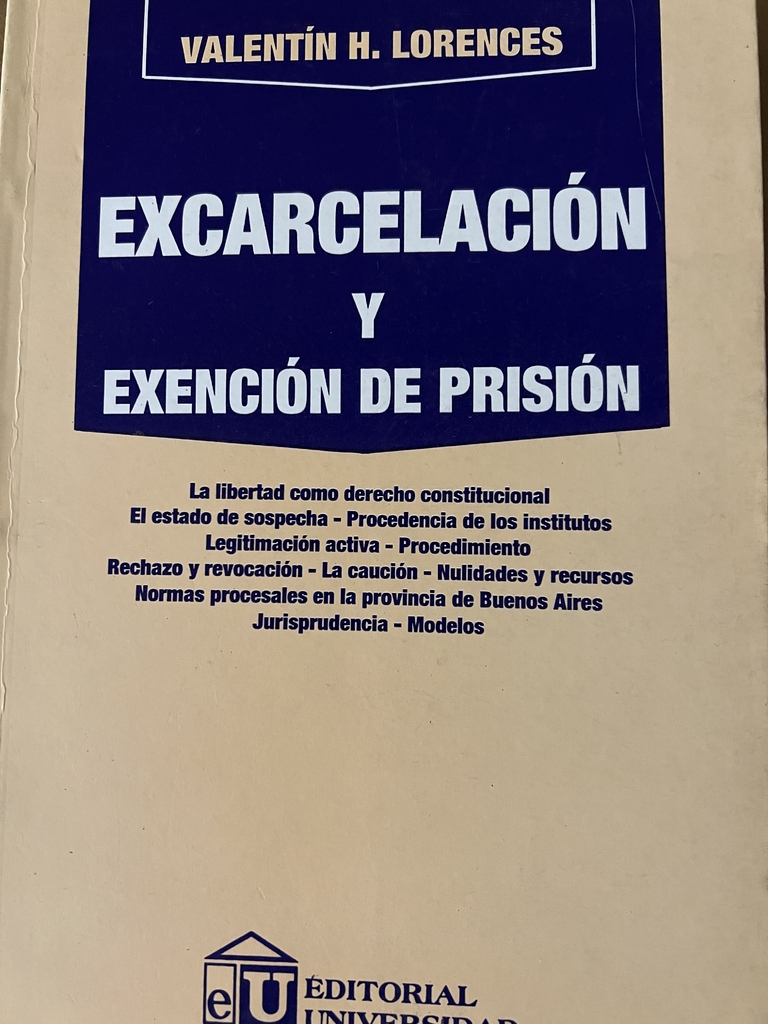 VALENTÍN H. LORENCES
EXCARCELACIÓN
Y
EXENCIÓN DE PRISIÓN
La libertad como derecho constitucional
El estado de sospecha - Procedencia de los institutos
Legitimación activa - Procedimiento
Rechazo y revocación - La caución - Nulidades y recursos
Normas procesales en la provincia de Buenos Aires
Jurisprudencia - Modelos
eU
EDITORIAL
UNIVERSIDAD